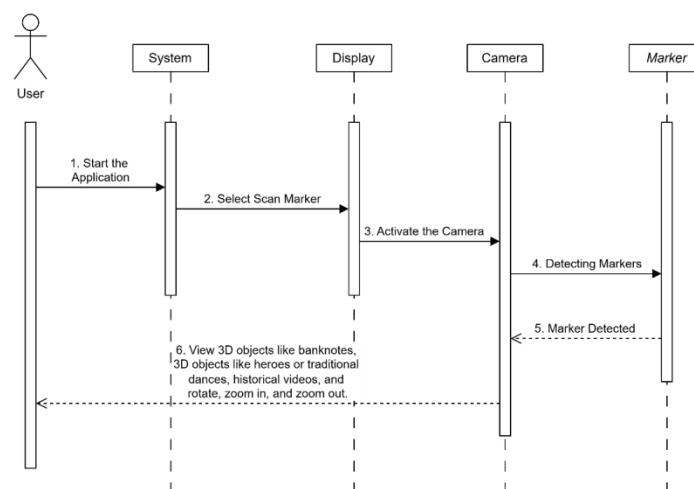 System
Display
Camera
Marker
User
1. Start the
Application
2. Select Scan Marker
3. Activate the Camera
4. Detecting Markers
5. Marker Detected
6. View 3D objects like banknotes,
3D objects like heroes or traditional
dances, historical videos, and
rotate, zoom in, and zoom out.